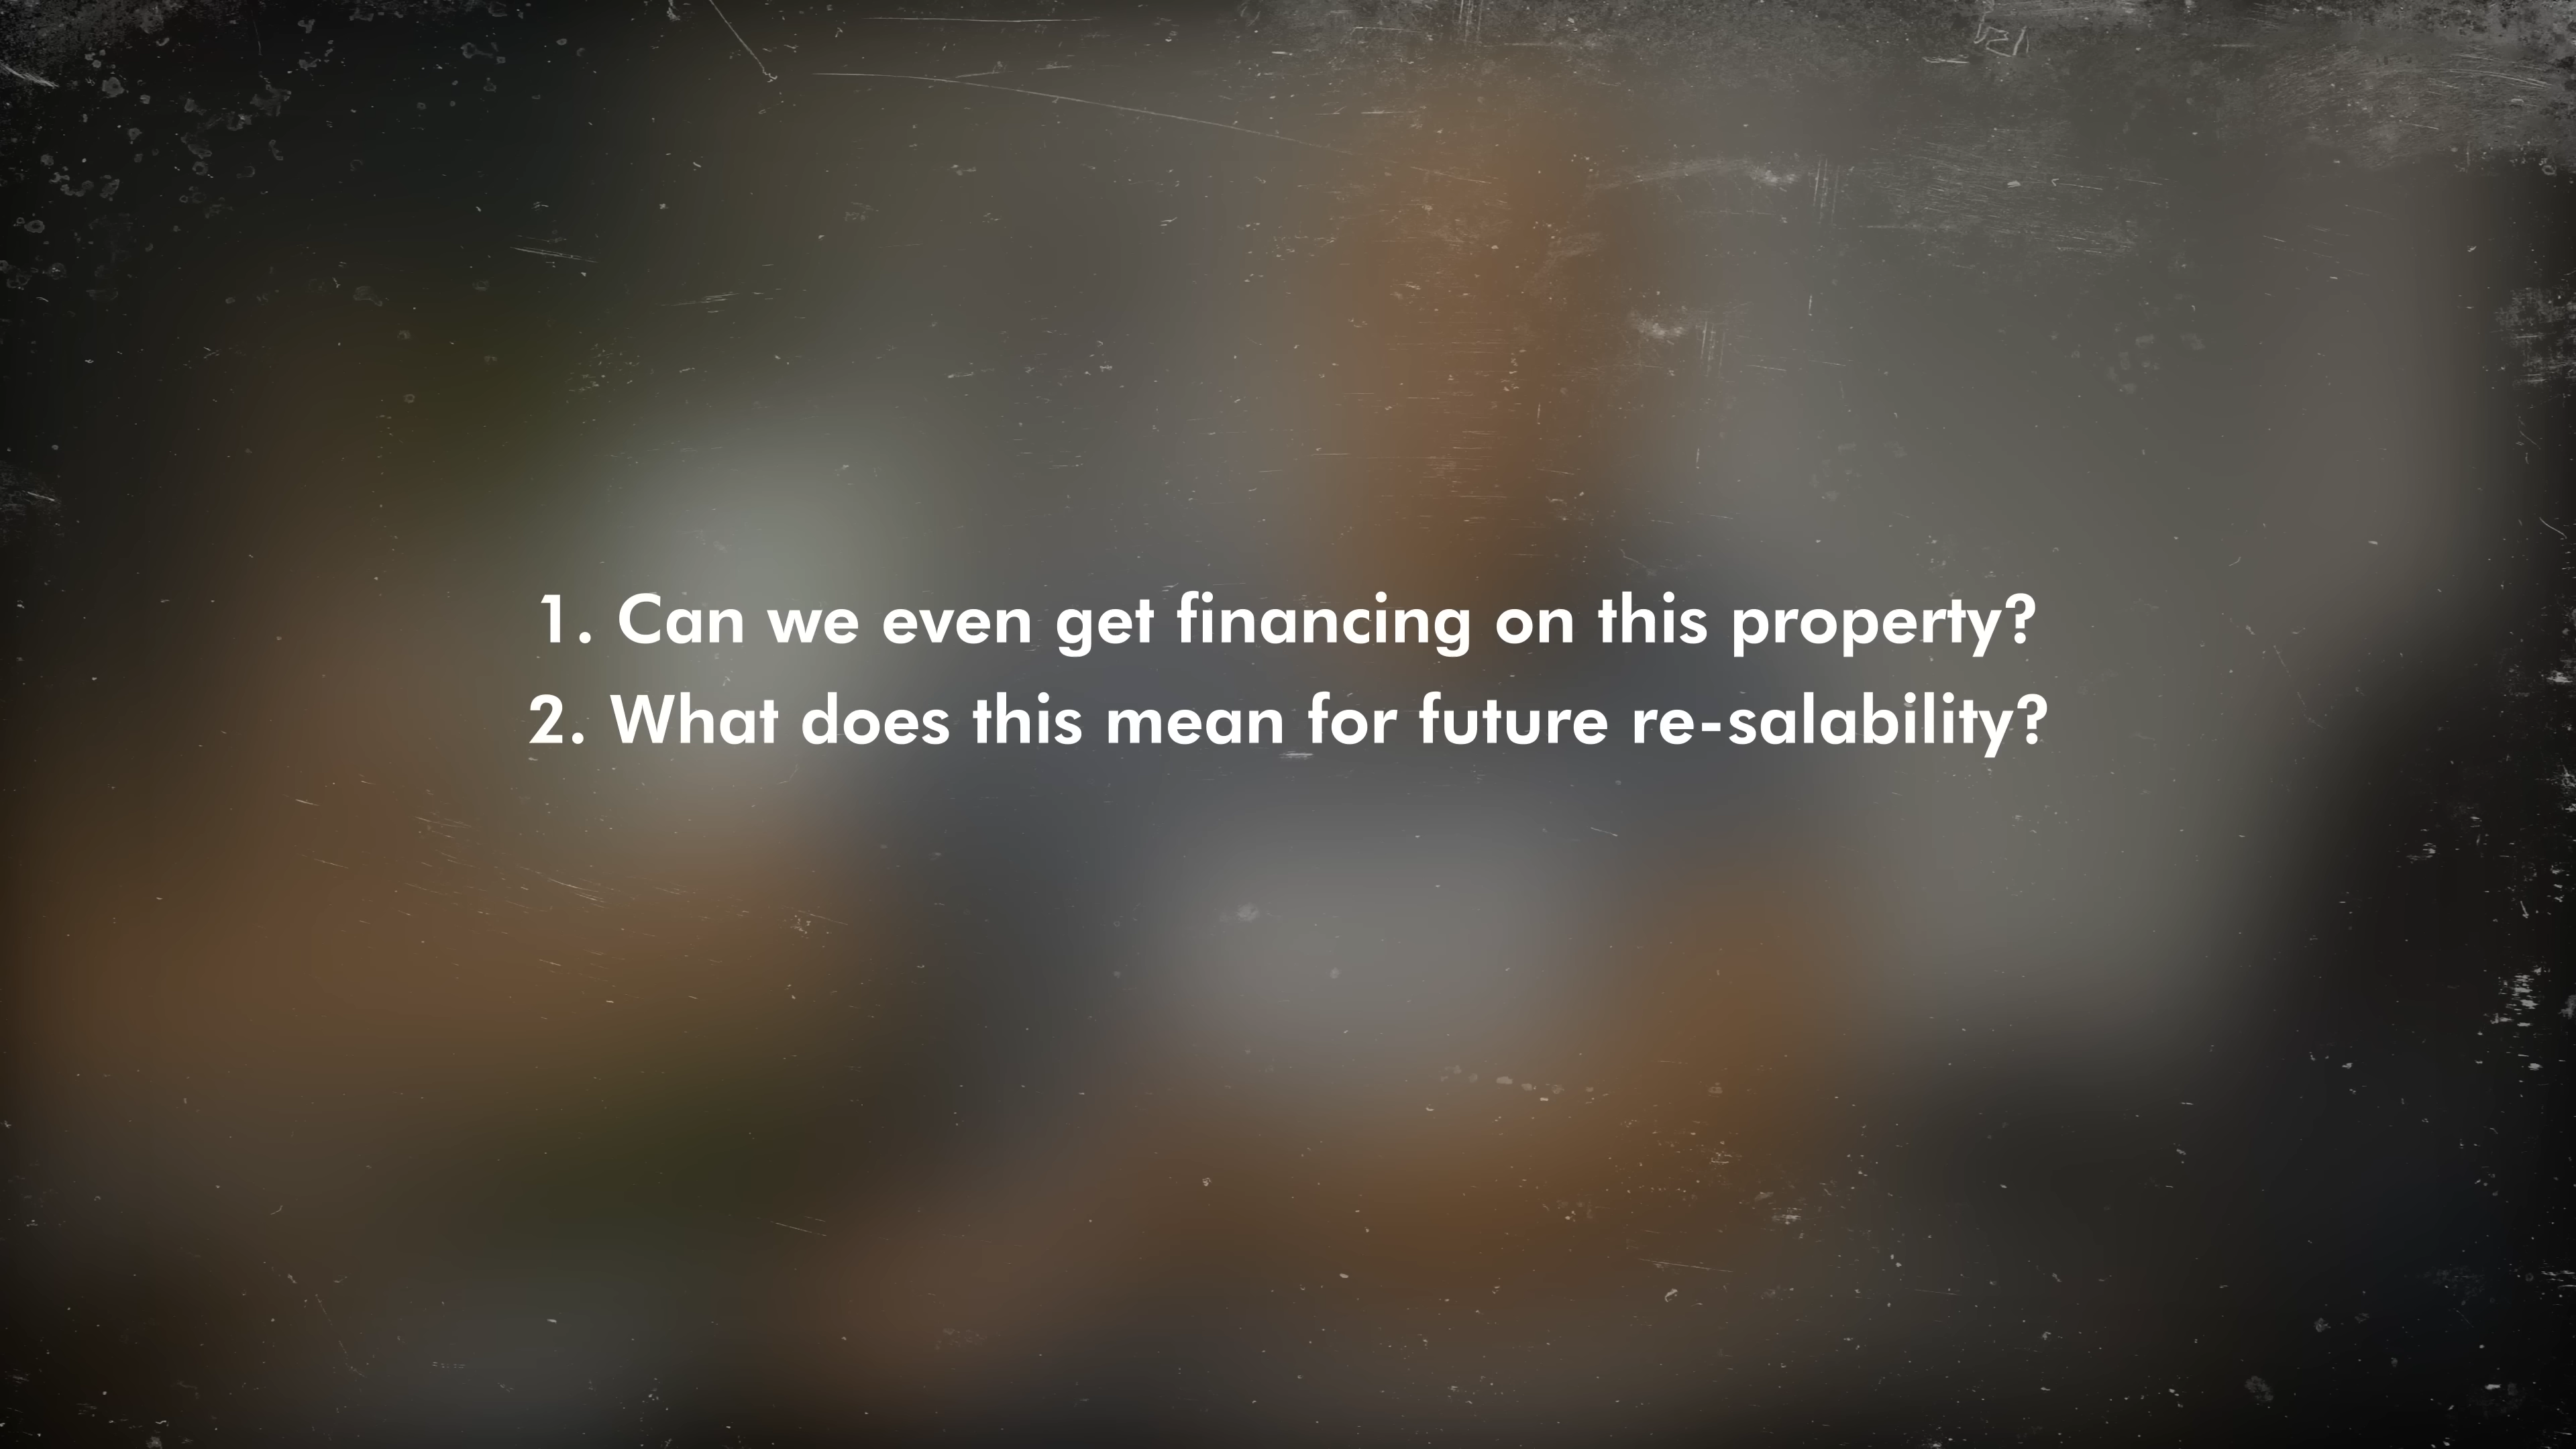 1. Can we even get financing on this property?
2. What does this mean for future re-salability?